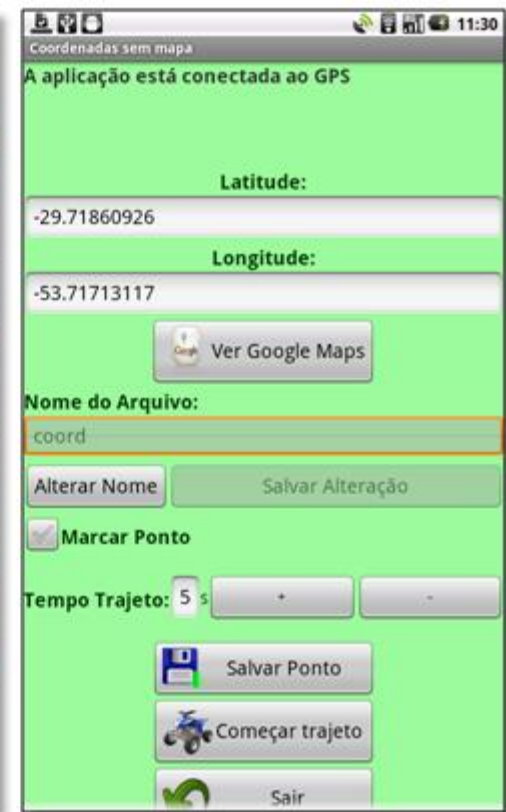 11:30
Coordenadas sem mapa
A aplicação está conectada ao GPS
Latitude:
-29.71860926
Longitude:
-53.71713117
Ver Google Maps
Nome do Arquivo:
coord
Alterar Nome Salvar Alteração
Marcar Ponto
Tempo Trajeto: 5 s + -
Salvar Ponto
Começar trajeto
Sair